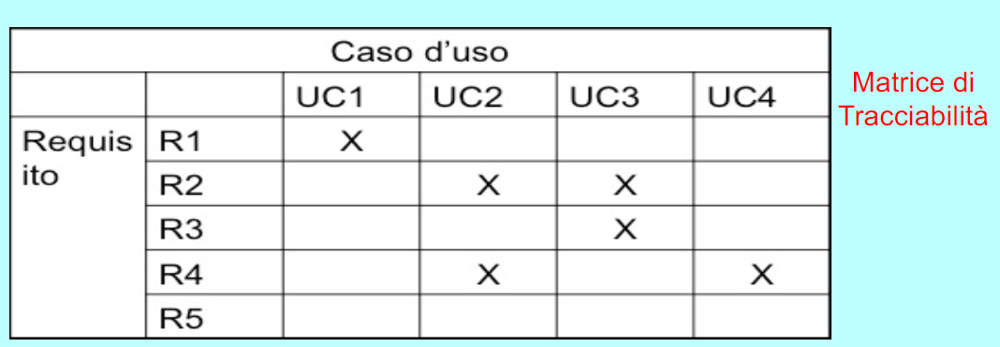 Caso d'uso
UC1 UC2 UC3 UC4
Matrice di
Tracciabilità
Requis R1 X
ito
R2 X X
R3 X
R4 X X
R5